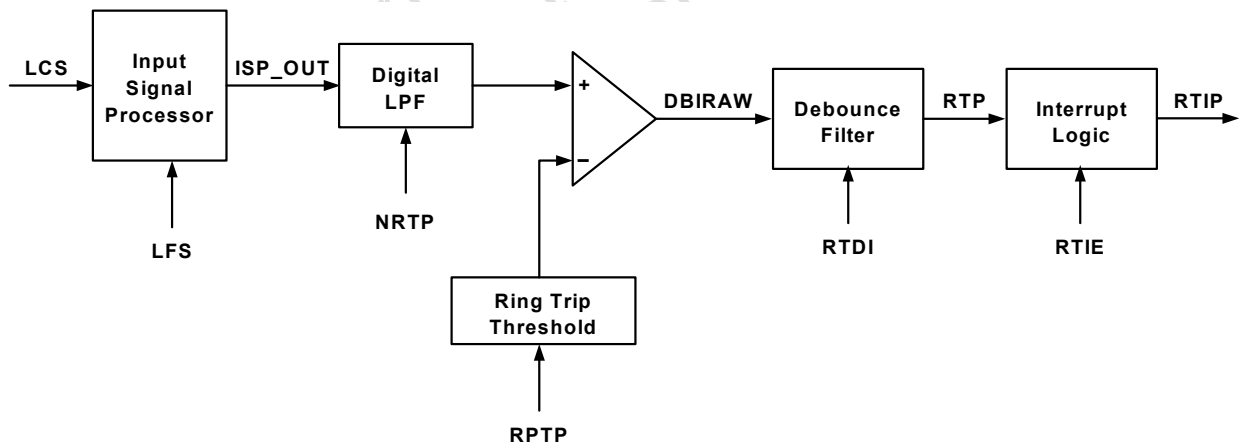 LCS
Input
Signal
Processor
ISP_OUT
Digital
LPF
+
−
DBIRAW
Debounce
Filter
RTP
Interrupt
Logic
RTIP
LFS
NRTP
RTDI
RTIE
Ring Trip
Threshold
RPTP